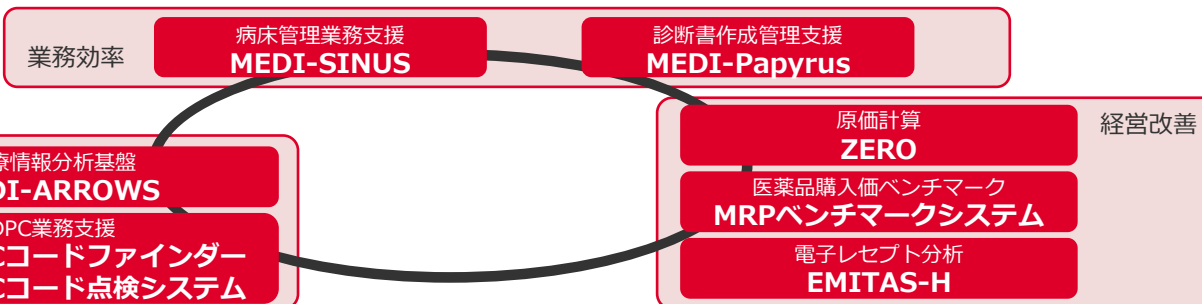 業務効率
病床管理業務支援
MEDI-SINUS
診断書作成管理支援
MEDI-Papyrus
原価計算
ZERO
経営改善
医薬品購入価ベンチマーク
MRPベンチマークシステム
電子レセプト分析
EMITAS-H
療情報分析基盤
DI-ARROWS
DPC業務支援
Cコードファインダー
Cコード点検システム